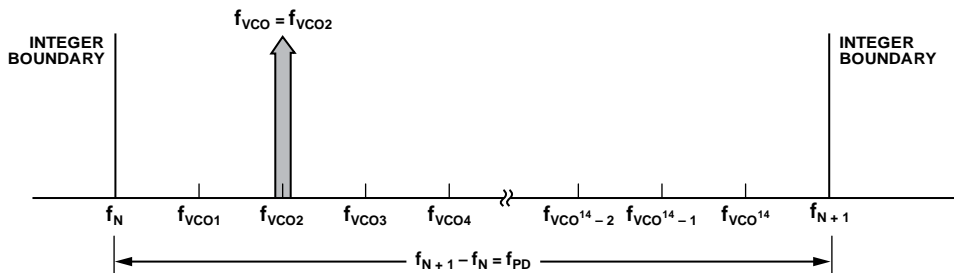 f_VCO = f_VCO2
INTEGER
BOUNDARY
INTEGER
BOUNDARY
f_N f_VCO1 f_VCO2 f_VCO3 f_VCO4 f_VCO^14 – 2 f_VCO^14 – 1 f_VCO^14 f_N + 1
f_N + 1 – f_N = f_PD